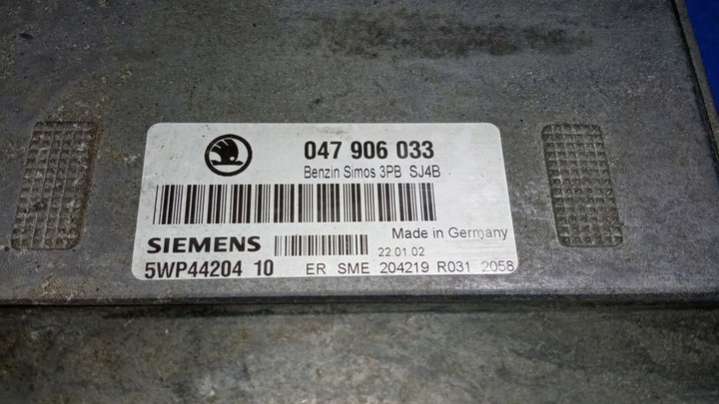 047 906 033
Benzin Simos 3PB SJ4B
Made in Germany
SIEMENS 22.01.02
5WP44204 10 ER SME 204219 R031 2058